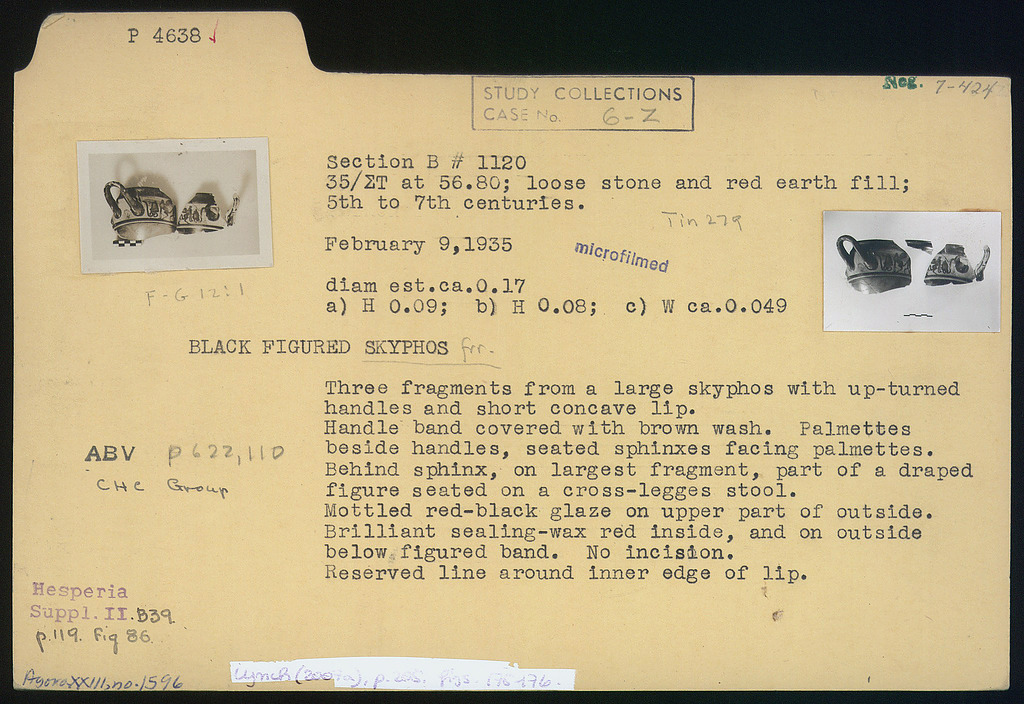 P 4638 ✓
Neg. 7-424
STUDY COLLECTIONS
CASE No. 6-Z
Section B # 1120
35/ΣΤ at 56.80; loose stone and red earth fill;
5th to 7th centuries.
Tin 279
February 9,1935
microfilmed
diam est.ca.0.17
a) H 0.09; b) H 0.08; c) W ca.0.049
F-G 12:1
BLACK FIGURED SKYPHOS frr.
Three fragments from a large skyphos with up-turned
handles and short concave lip.
Handle band covered with brown wash. Palmettes
beside handles, seated sphinxes facing palmettes.
Behind sphinx, on largest fragment, part of a draped
figure seated on a cross-legges stool.
Mottled red-black glaze on upper part of outside.
Brilliant sealing-wax red inside, and on outside
below figured band. No incision.
Reserved line around inner edge of lip.
ABV p 622,110
CHC Group
Hesperia
Suppl. II. B39.
p.119. Fig 86.
Agora XXIII, no. 1596
Lynch p. figs.